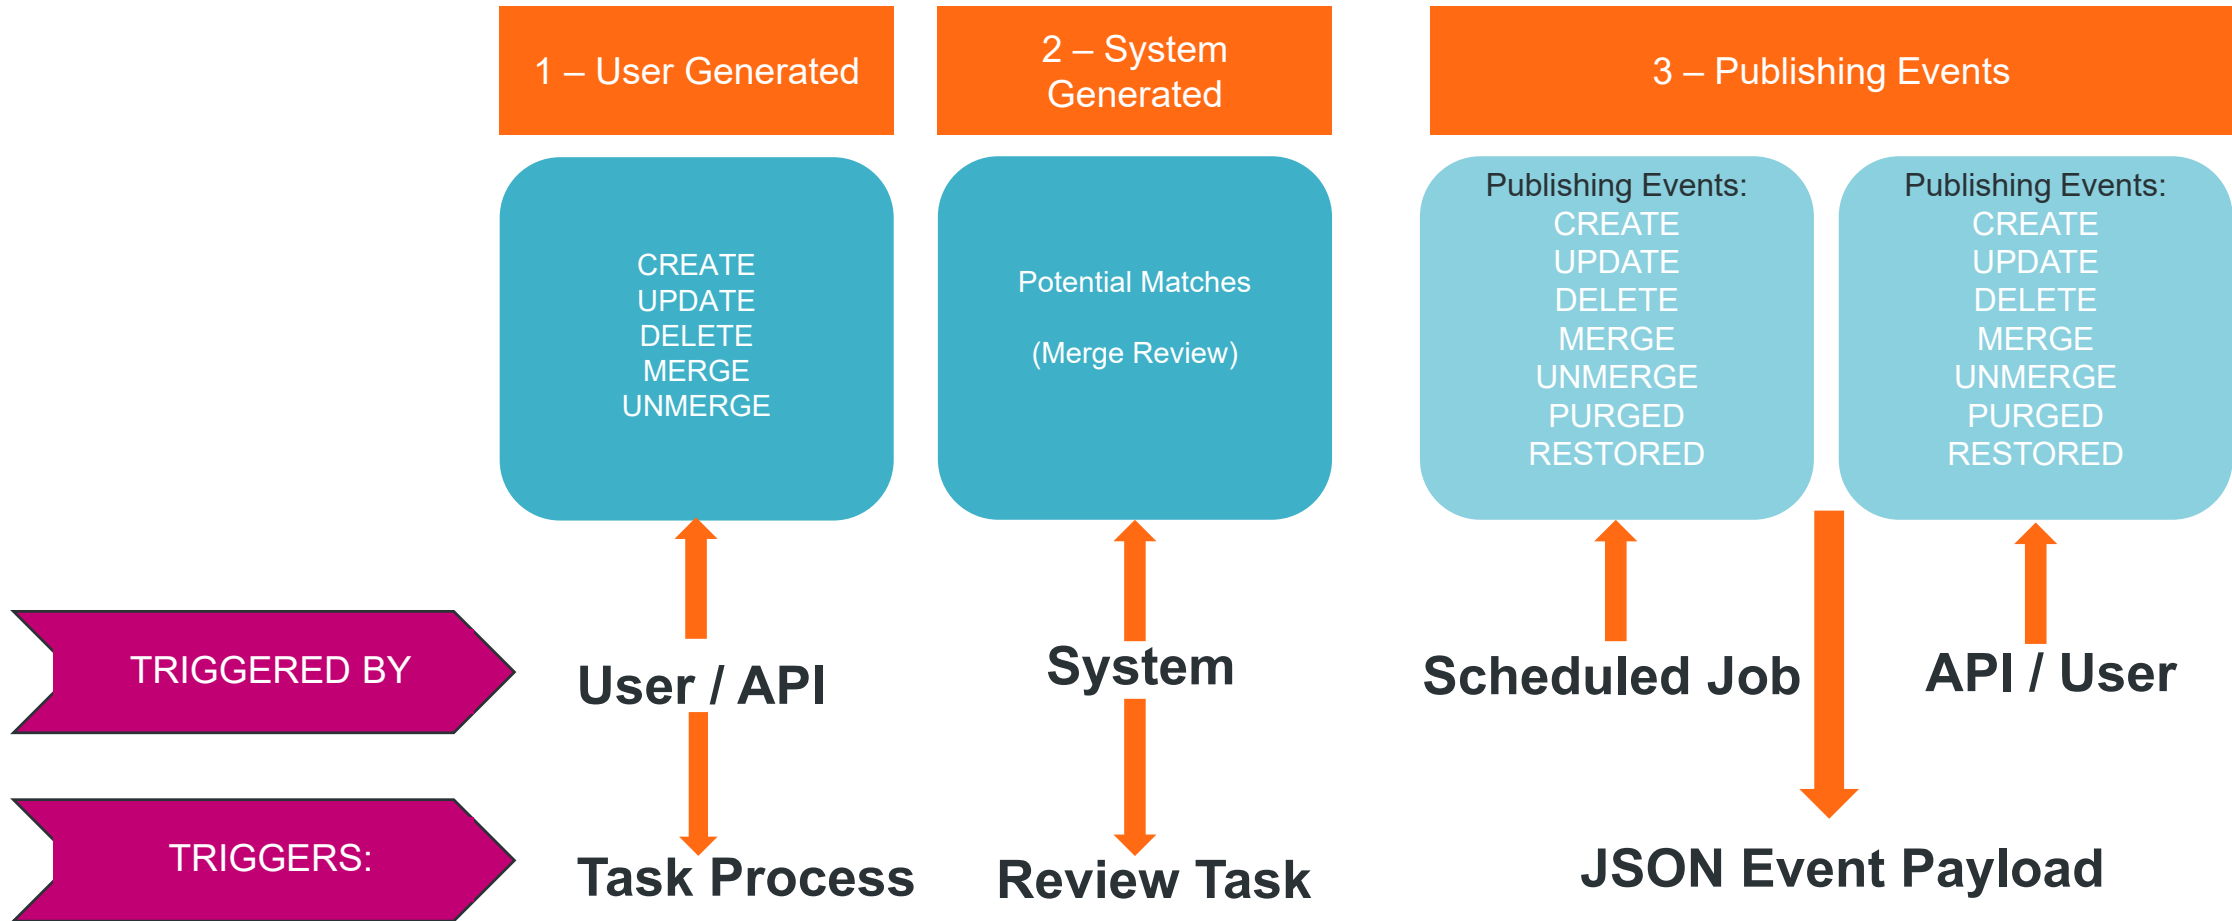 1 – User Generated
2 – System
Generated
3 – Publishing Events
CREATE
UPDATE
DELETE
MERGE
UNMERGE
Potential Matches
(Merge Review)
Publishing Events:
CREATE
UPDATE
DELETE
MERGE
UNMERGE
PURGED
RESTORED
Publishing Events:
CREATE
UPDATE
DELETE
MERGE
UNMERGE
PURGED
RESTORED
TRIGGERED BY
User / API
System
Scheduled Job
API / User
TRIGGERS:
Task Process
Review Task
JSON Event Payload